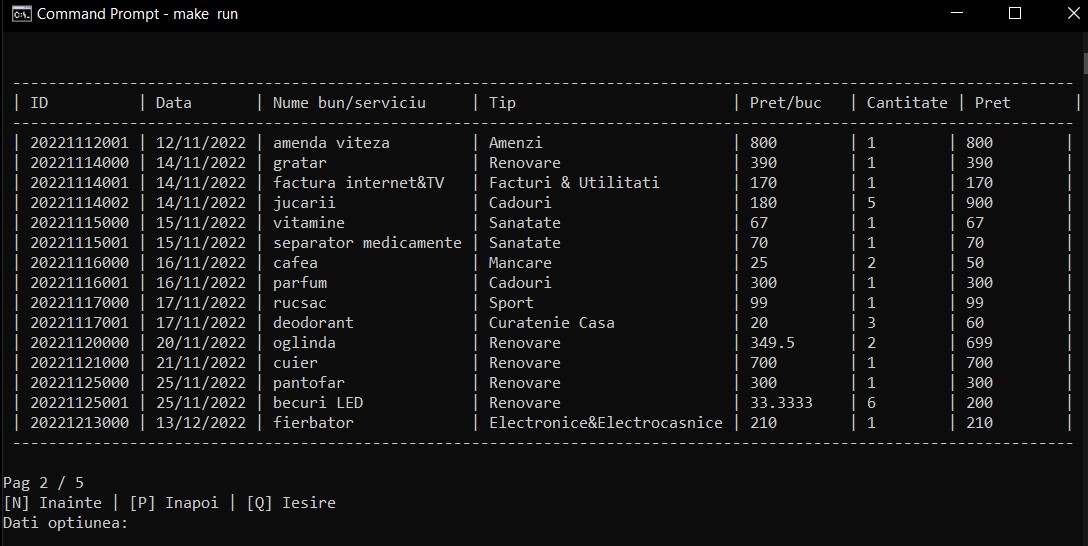 Command Prompt - make  run
-----------------------------------------------------------------------------------------------------------------------
| ID          | Data       | Nume bun/serviciu     | Tip                        | Pret/buc   | Cantitate | Pret       |
-----------------------------------------------------------------------------------------------------------------------
| 20221112001 | 12/11/2022 | amenda viteza         | Amenzi                     | 800        | 1        | 800        |
| 20221114000 | 14/11/2022 | gratar                | Renovare                   | 390        | 1        | 390        |
| 20221114001 | 14/11/2022 | factura internet&TV   | Facturi & Utilitati        | 170        | 1        | 170        |
| 20221114002 | 14/11/2022 | jucarii               | Cadouri                    | 180        | 5        | 900        |
| 20221115000 | 15/11/2022 | vitamine              | Sanatate                   | 67         | 1        | 67         |
| 20221115001 | 15/11/2022 | separator medicamente | Sanatate                   | 70         | 1        | 70         |
| 20221116000 | 16/11/2022 | cafea                 | Mancare                    | 25         | 2        | 50         |
| 20221116001 | 16/11/2022 | parfum                | Cadouri                    | 300        | 1        | 300        |
| 20221117000 | 17/11/2022 | rucsac                | Sport                      | 99         | 1        | 99         |
| 20221117001 | 17/11/2022 | deodorant             | Curatenie Casa             | 20         | 3        | 60         |
| 20221120000 | 20/11/2022 | oglinda               | Renovare                   | 349.5      | 2        | 699        |
| 20221121000 | 21/11/2022 | cuier                 | Renovare                   | 700        | 1        | 700        |
| 20221125000 | 25/11/2022 | pantofar              | Renovare                   | 300        | 1        | 300        |
| 20221125001 | 25/11/2022 | becuri LED            | Renovare                   | 33.3333    | 6        | 200        |
| 20221213000 | 13/12/2022 | fierbator             | Electronice&Electrocasnice | 210        | 1        | 210        |
-----------------------------------------------------------------------------------------------------------------------
Pag 2 / 5
[N] Inainte | [P] Inapoi | [Q] Iesire
Dati optiunea: